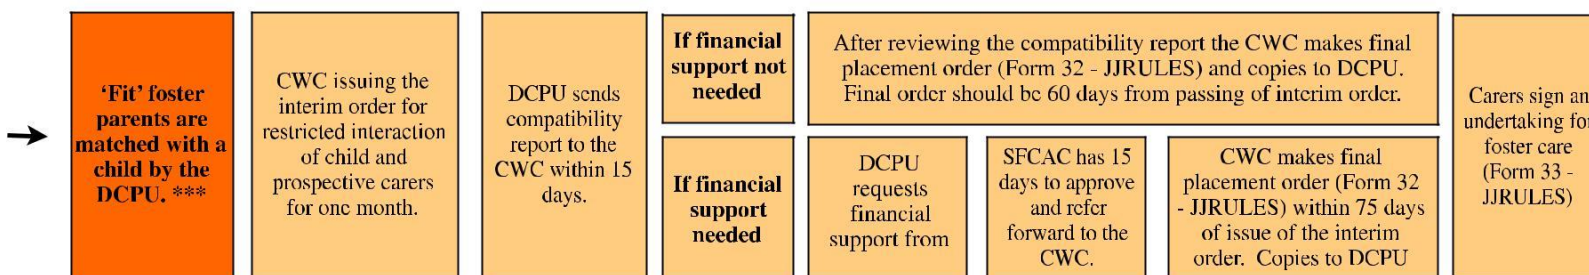 ‘Fit’ foster
parents are
matched with a
child by the
DCPU. ***
CWC issuing the
interim order for
restricted interaction
of child and
prospective carers
for one month.
DCPU sends
compatibility
report to the
CWC within 15
days.
If financial
support not
needed
After reviewing the compatibility report the CWC makes final
placement order (Form 32 - JJRULES) and copies to DCPU.
Final order should be 60 days from passing of interim order.
If financial
support
needed
DCPU
requests
financial
support from
SFCAC has 15
days to approve
and refer
forward to the
CWC.
CWC makes final
placement order (Form 32
- JJRULES) within 75 days
of issue of the interim
order. Copies to DCPU
Carers sign an
undertaking for
foster care
(Form 33 -
JJRULES)